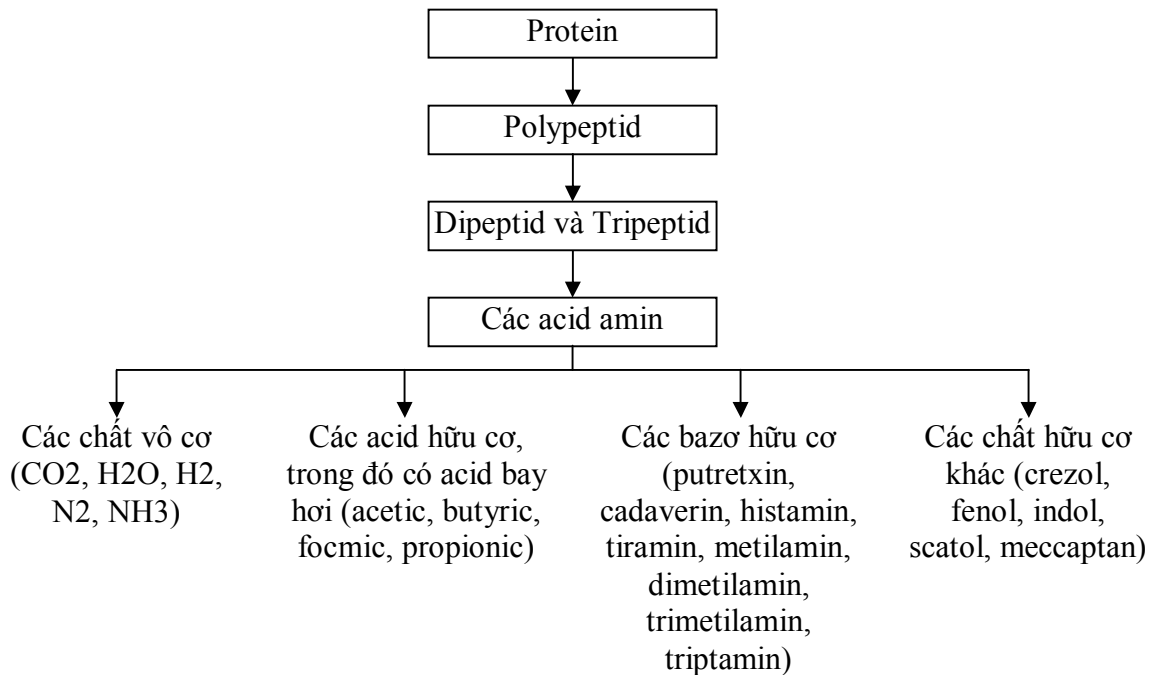 Protein
Polypeptid
Dipeptid và Tripeptid
Các acid amin
Các chất vô cơ
(CO2, H2O, H2,
N2, NH3)
Các acid hữu cơ,
trong đó có acid bay
hơi (acetic, butyric,
focmic, propionic)
Các bazơ hữu cơ
(putretxin,
cadaverin, histamin,
tiramin, metilamin,
dimetilamin,
trimetilamin,
triptamin)
Các chất hữu cơ
khác (crezol,
fenol, indol,
scatol, meccaptan)